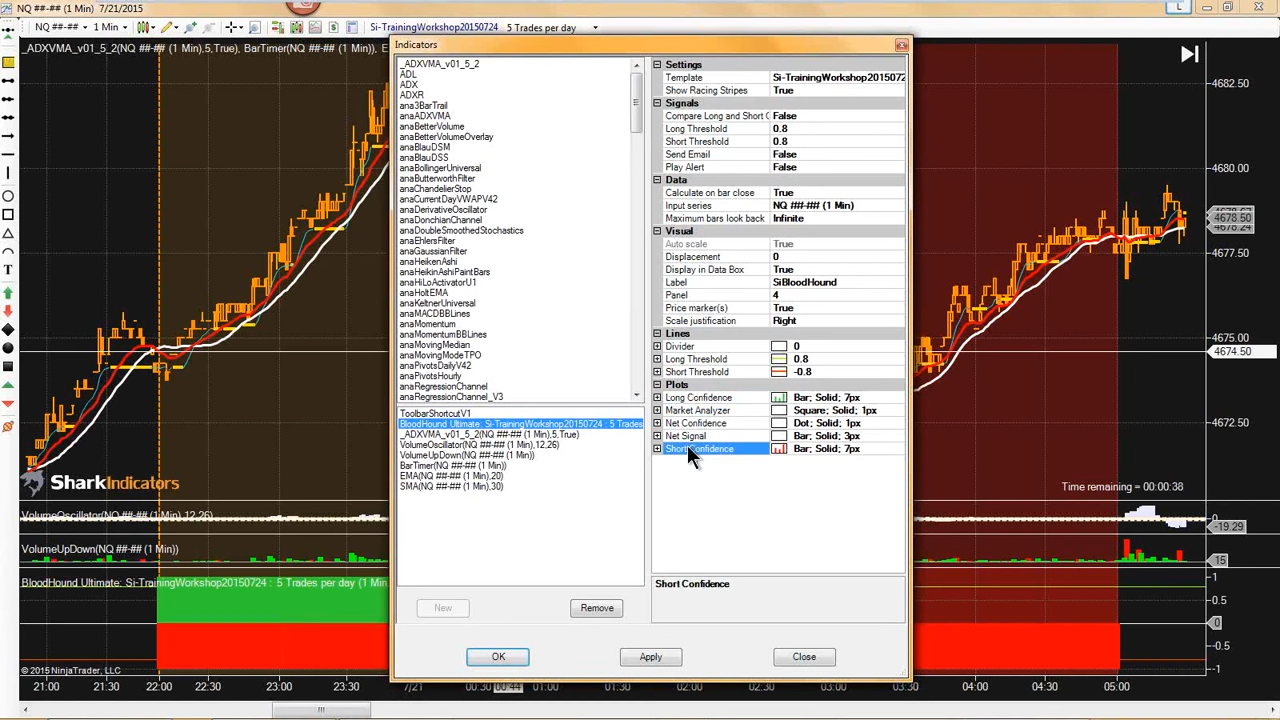 NQ ##-## (1 Min) 7/21/2015
NQ ##-##
1 Min
Si-TrainingWorkshop20150724
5 Trades per day
_ADXVMA_v01_5_2(NQ ##-## (1 Min),5,True), BarTimer(NQ ##-## (1 Min)), E
Indicators
_ADXVMA_v01_5_2
ADL
ADX
ADXR
ana3BarTrail
anaADXVMA
anaBetterVolume
anaBetterVolumeOverlay
anaBlauDSM
anaBlauDSS
anaBollingerUniversal
anaButterworthFilter
anaChandelierStop
anaCurrentDayVWAPV42
anaDerivativeOscillator
anaDonchianChannel
anaDoubleSmoothedStochastics
anaEhlersFilter
anaGaussianFilter
anaHeikenAshi
anaHeikinAshiPaintBars
anaHiLoActivatorU1
anaHoltEMA
anaKeltnerUniversal
anaMACDBBLines
anaMomentum
anaMomentumBBLines
anaMovingMedian
anaMovingModeTPO
anaPivotsDailyV42
anaPivotsHourly
anaRegressionChannel
anaRegressionChannel_V3
ToolbarShortcutV1
BloodHound Ultimate: Si-TrainingWorkshop20150724 : 5 Trades
_ADXVMA_v01_5_2(NQ ##-## (1 Min),5,True)
VolumeOscillator(NQ ##-## (1 Min),12,26)
VolumeUpDown(NQ ##-## (1 Min))
BarTimer(NQ ##-## (1 Min))
EMA(NQ ##-## (1 Min),20)
SMA(NQ ##-## (1 Min),30)
New
Remove
OK
Apply
Close
Settings
Template Si-TrainingWorkshop2015072
Show Racing Stripes True
Signals
Compare Long and Short C False
Long Threshold 0.8
Short Threshold 0.8
Send Email False
Play Alert False
Data
Calculate on bar close True
Input series NQ ##-## (1 Min)
Maximum bars look back Infinite
Visual
Auto scale True
Displacement 0
Display in Data Box True
Label SiBloodHound
Panel 4
Price marker(s) True
Scale justification Right
Lines
Divider 0
Long Threshold 0.8
Short Threshold -0.8
Plots
Long Confidence Bar; Solid; 7px
Market Analyzer Square; Solid; 1px
Net Confidence Dot; Solid; 1px
Net Signal Bar; Solid; 3px
Short Confidence Bar; Solid; 7px
Short Confidence
4682.50
4680.00
4678.50
4678.24
4677.50
4675.00
4674.50
4672.50
SharkIndicators
Time remaining = 00:00:38
VolumeOscillator(NQ ##-## (1 Min),12,26)
0
-19.29
VolumeUpDown(NQ ##-## (1 Min))
15
BloodHound Ultimate: Si-TrainingWorkshop20150724 : 5 Trades per day (1 Min
1
0.5
0
-0.5
-1
© 2015 NinjaTrader, LLC
21:00 21:30 22:00 22:30 23:00 23:30 7/21 00:30 00:44 01:00 01:30 02:00 02:30 03:00 03:30 04:00 04:30 05:00